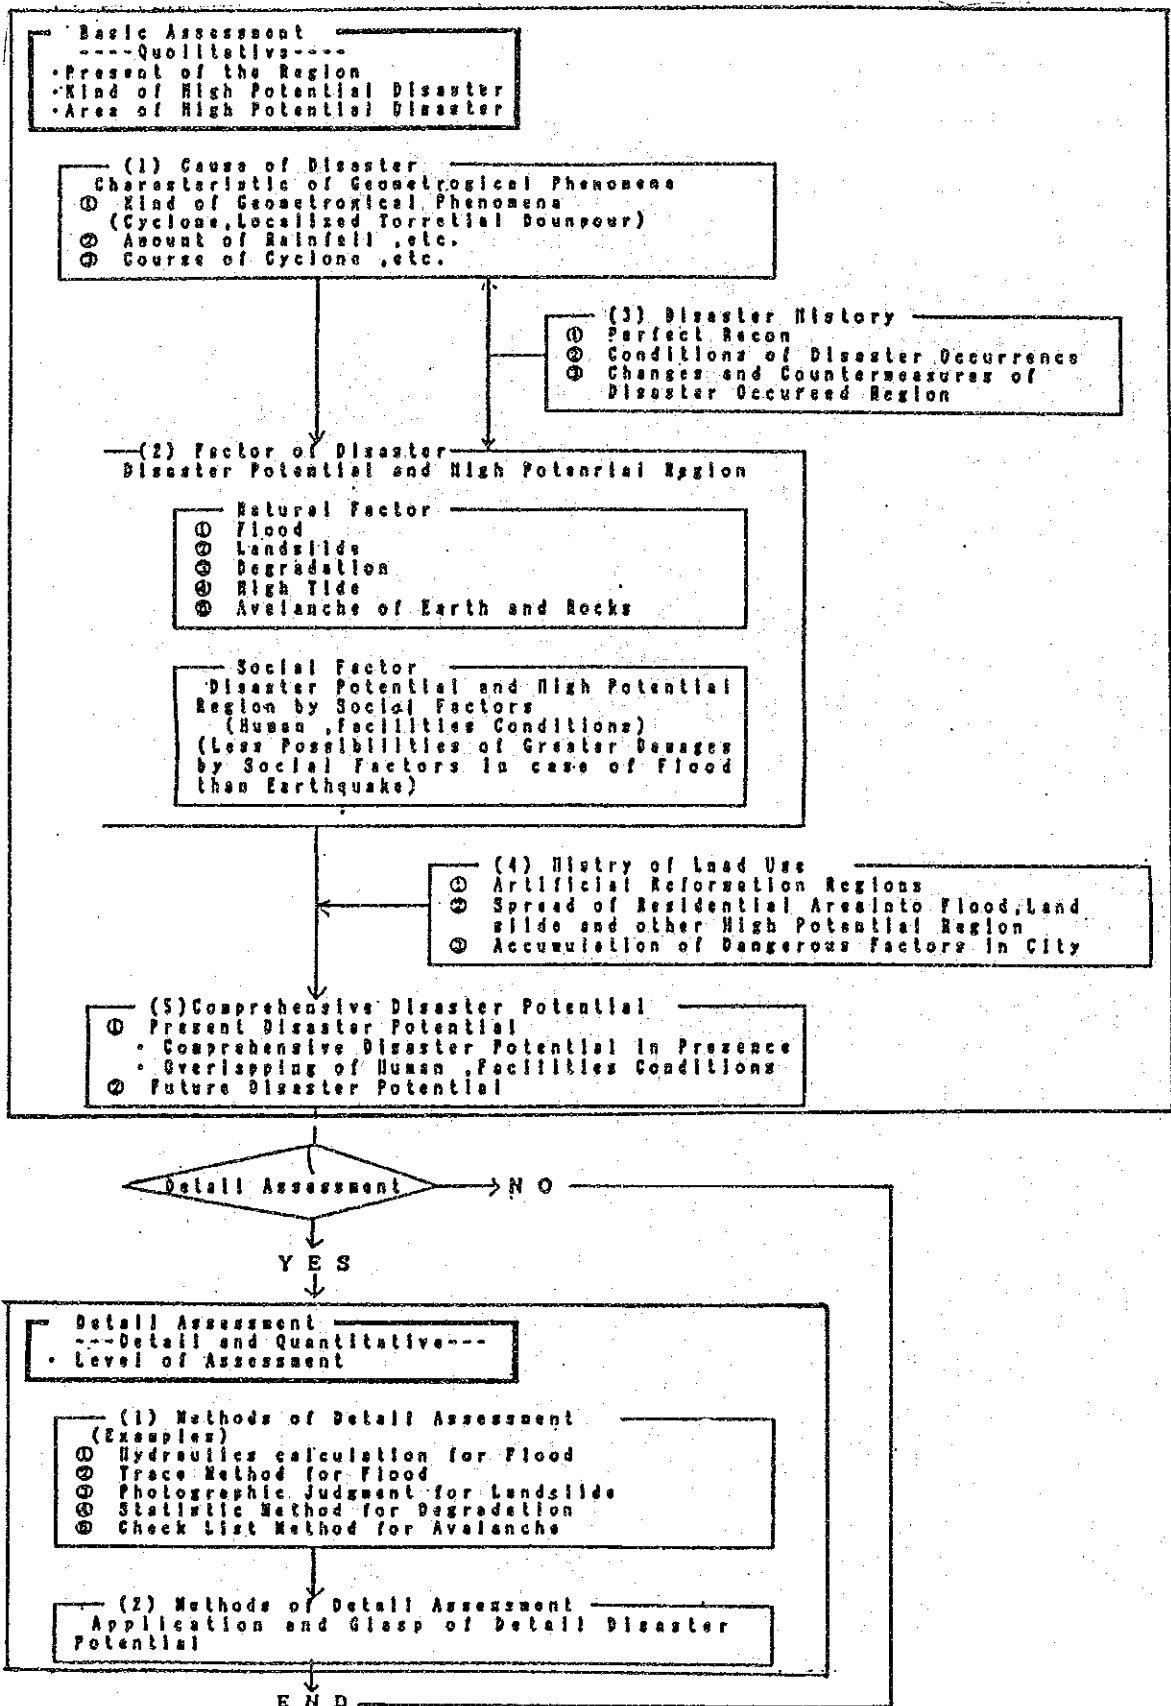 Basic Assessment
----Qualitative----
・Present of the Region
・Kind of High Potential Disaster
・Area of High Potential Disaster
(1) Cause of Disaster
Characteristic of Geometrogical Phenomena
① Kind of Geometrogical Phenomena
(Cyclone,Localized Torretial Dounpour)
② Amount of Rainfall ,etc.
③ Course of Cyclone ,etc.
(3) Disaster History
① Perfect Recon
② Conditions of Disaster Occurrence
③ Changes and Countermeasures of
Disaster Occureed Region
(2) Factor of Disaster
Disaster Potential and High Potenrial Region
Natural Factor
① Flood
② Landslide
③ Degradation
④ High Tide
⑤ Avelanche of Earth and Rocks
Social Factor
Disaster Potential and High Potential
Region by Social Factors
(Human ,Facilities Conditions)
(Less Possibilities of Greater Damages
by Social Factors in case of Flood
than Earthquake)
(4) Histry of Land Use
① Artificial Reformation Regions
② Spread of Residential Areainto Flood,Land
slide and other High Potential Region
③ Accumulation of Dangerous Factors in City
(5)Comprehensive Disaster Potential
① Present Disaster Potential
・Comprehensive Disaster Potential in Presence
・Overlapping of Human ,Facilities Conditions
② Future Disaster Potential
Detail Assessment
NO
YES
Detail Assessment
---Detail and Quantitative---
・Level of Assessment
(1) Methods of Detail Assessment
(Examples)
① Hydraulics calculation for Flood
② Trace Method for Flood
③ Photographic Judgment for Landslide
④ Statistic Method for Degradation
⑤ Check List Method for Avalanche
(2) Methods of Detail Assessment
Application and Glasp of Detail Disaster
Potential
END